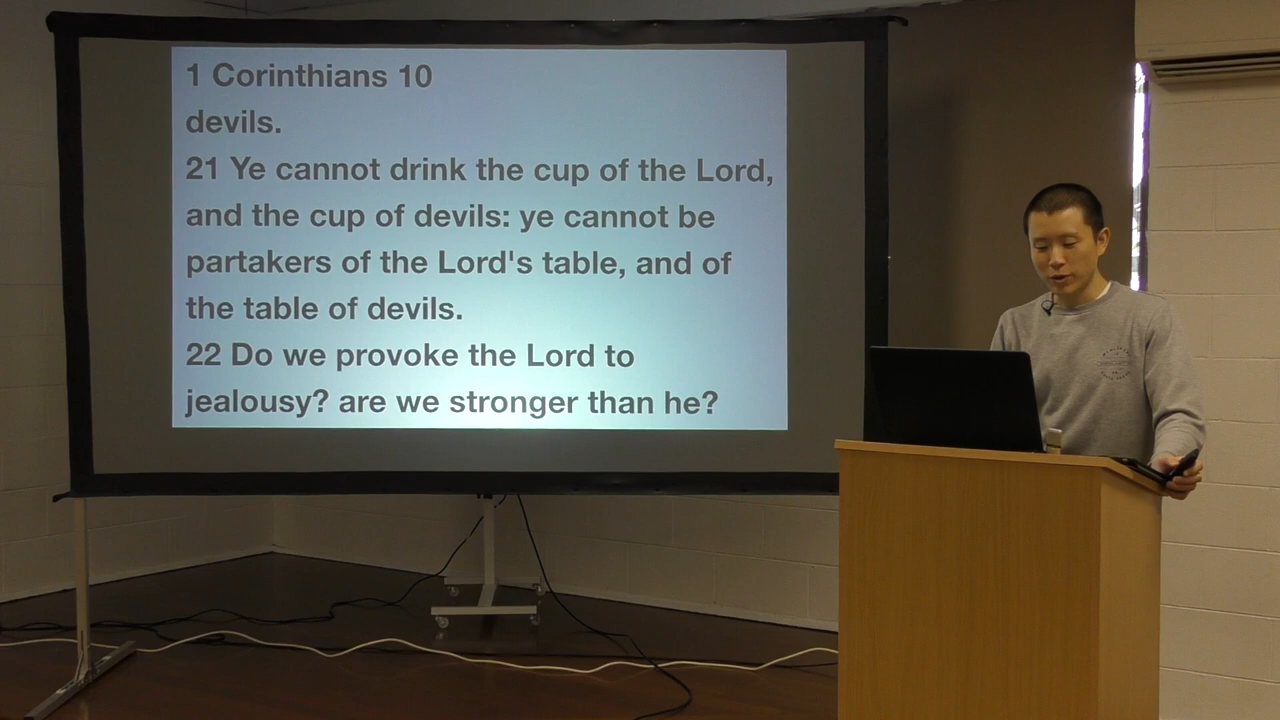 1 Corinthians 10
devils.
21 Ye cannot drink the cup of the Lord,
and the cup of devils: ye cannot be
partakers of the Lord's table, and of
the table of devils.
22 Do we provoke the Lord to
jealousy? are we stronger than he?